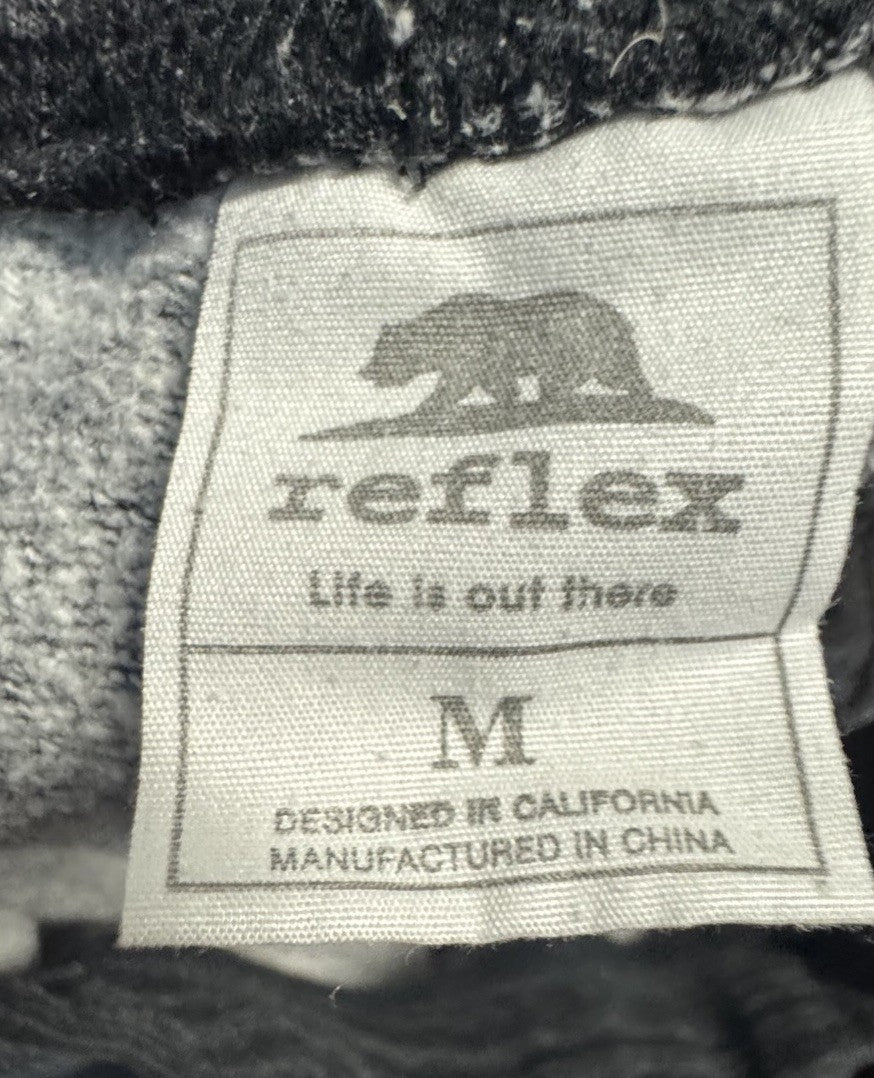 reflex
Life is out there
M
DESIGNED IN CALIFORNIA
MANUFACTURED IN CHINA